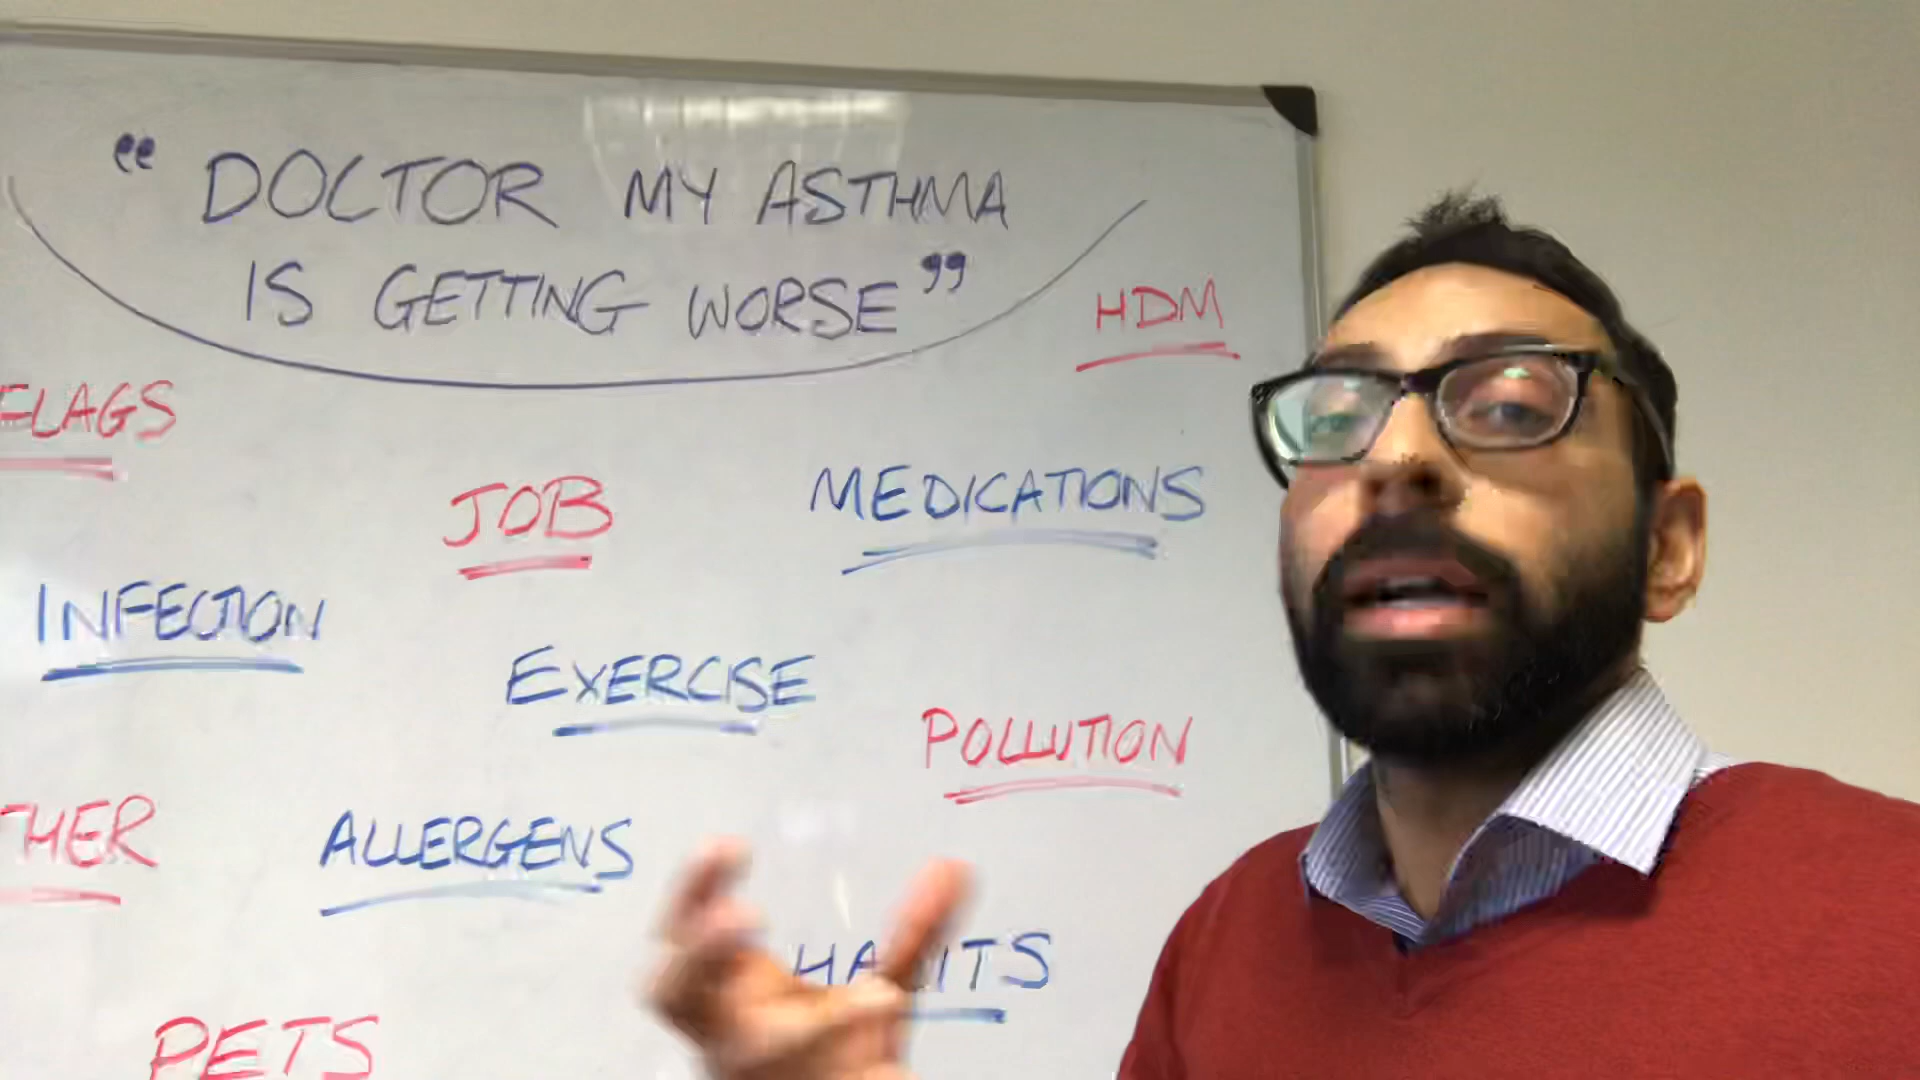 “ DOCTOR MY ASTHMA
IS GETTING WORSE ”
HDM
FLAGS
JOB
MEDICATIONS
INFECTION
EXERCISE
POLLUTION
THER
ALLERGENS
HABITS
PETS